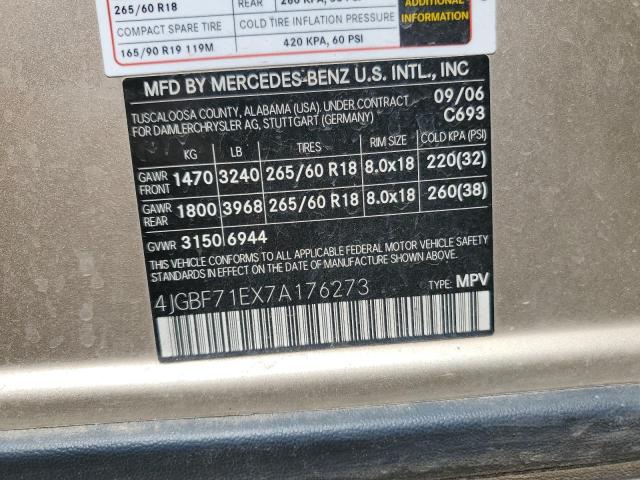 265/60 R18
REAR
ADDITIONAL
INFORMATION
COMPACT SPARE TIRE
COLD TIRE INFLATION PRESSURE
165/90 R19 119M
420 KPA, 60 PSI
MFD BY MERCEDES-BENZ U.S. INTL., INC
TUSCALOOSA COUNTY, ALABAMA (USA). UNDER CONTRACT 09/06
FOR DAIMLERCHRYSLER AG, STUTTGART (GERMANY) C693
KG LB TIRES RIM SIZE COLD KPA (PSI)
GAWR FRONT 1470 3240 265/60 R18 8.0x18 220(32)
GAWR REAR 1800 3968 265/60 R18 8.0x18 260(38)
GVWR 3150 6944
THIS VEHICLE CONFORMS TO ALL APPLICABLE FEDERAL MOTOR VEHICLE SAFETY
STANDARDS IN EFFECT ON THE DATE OF MANUFACTURE SHOWN ABOVE.
4JGBF71EX7A176273 TYPE: MPV